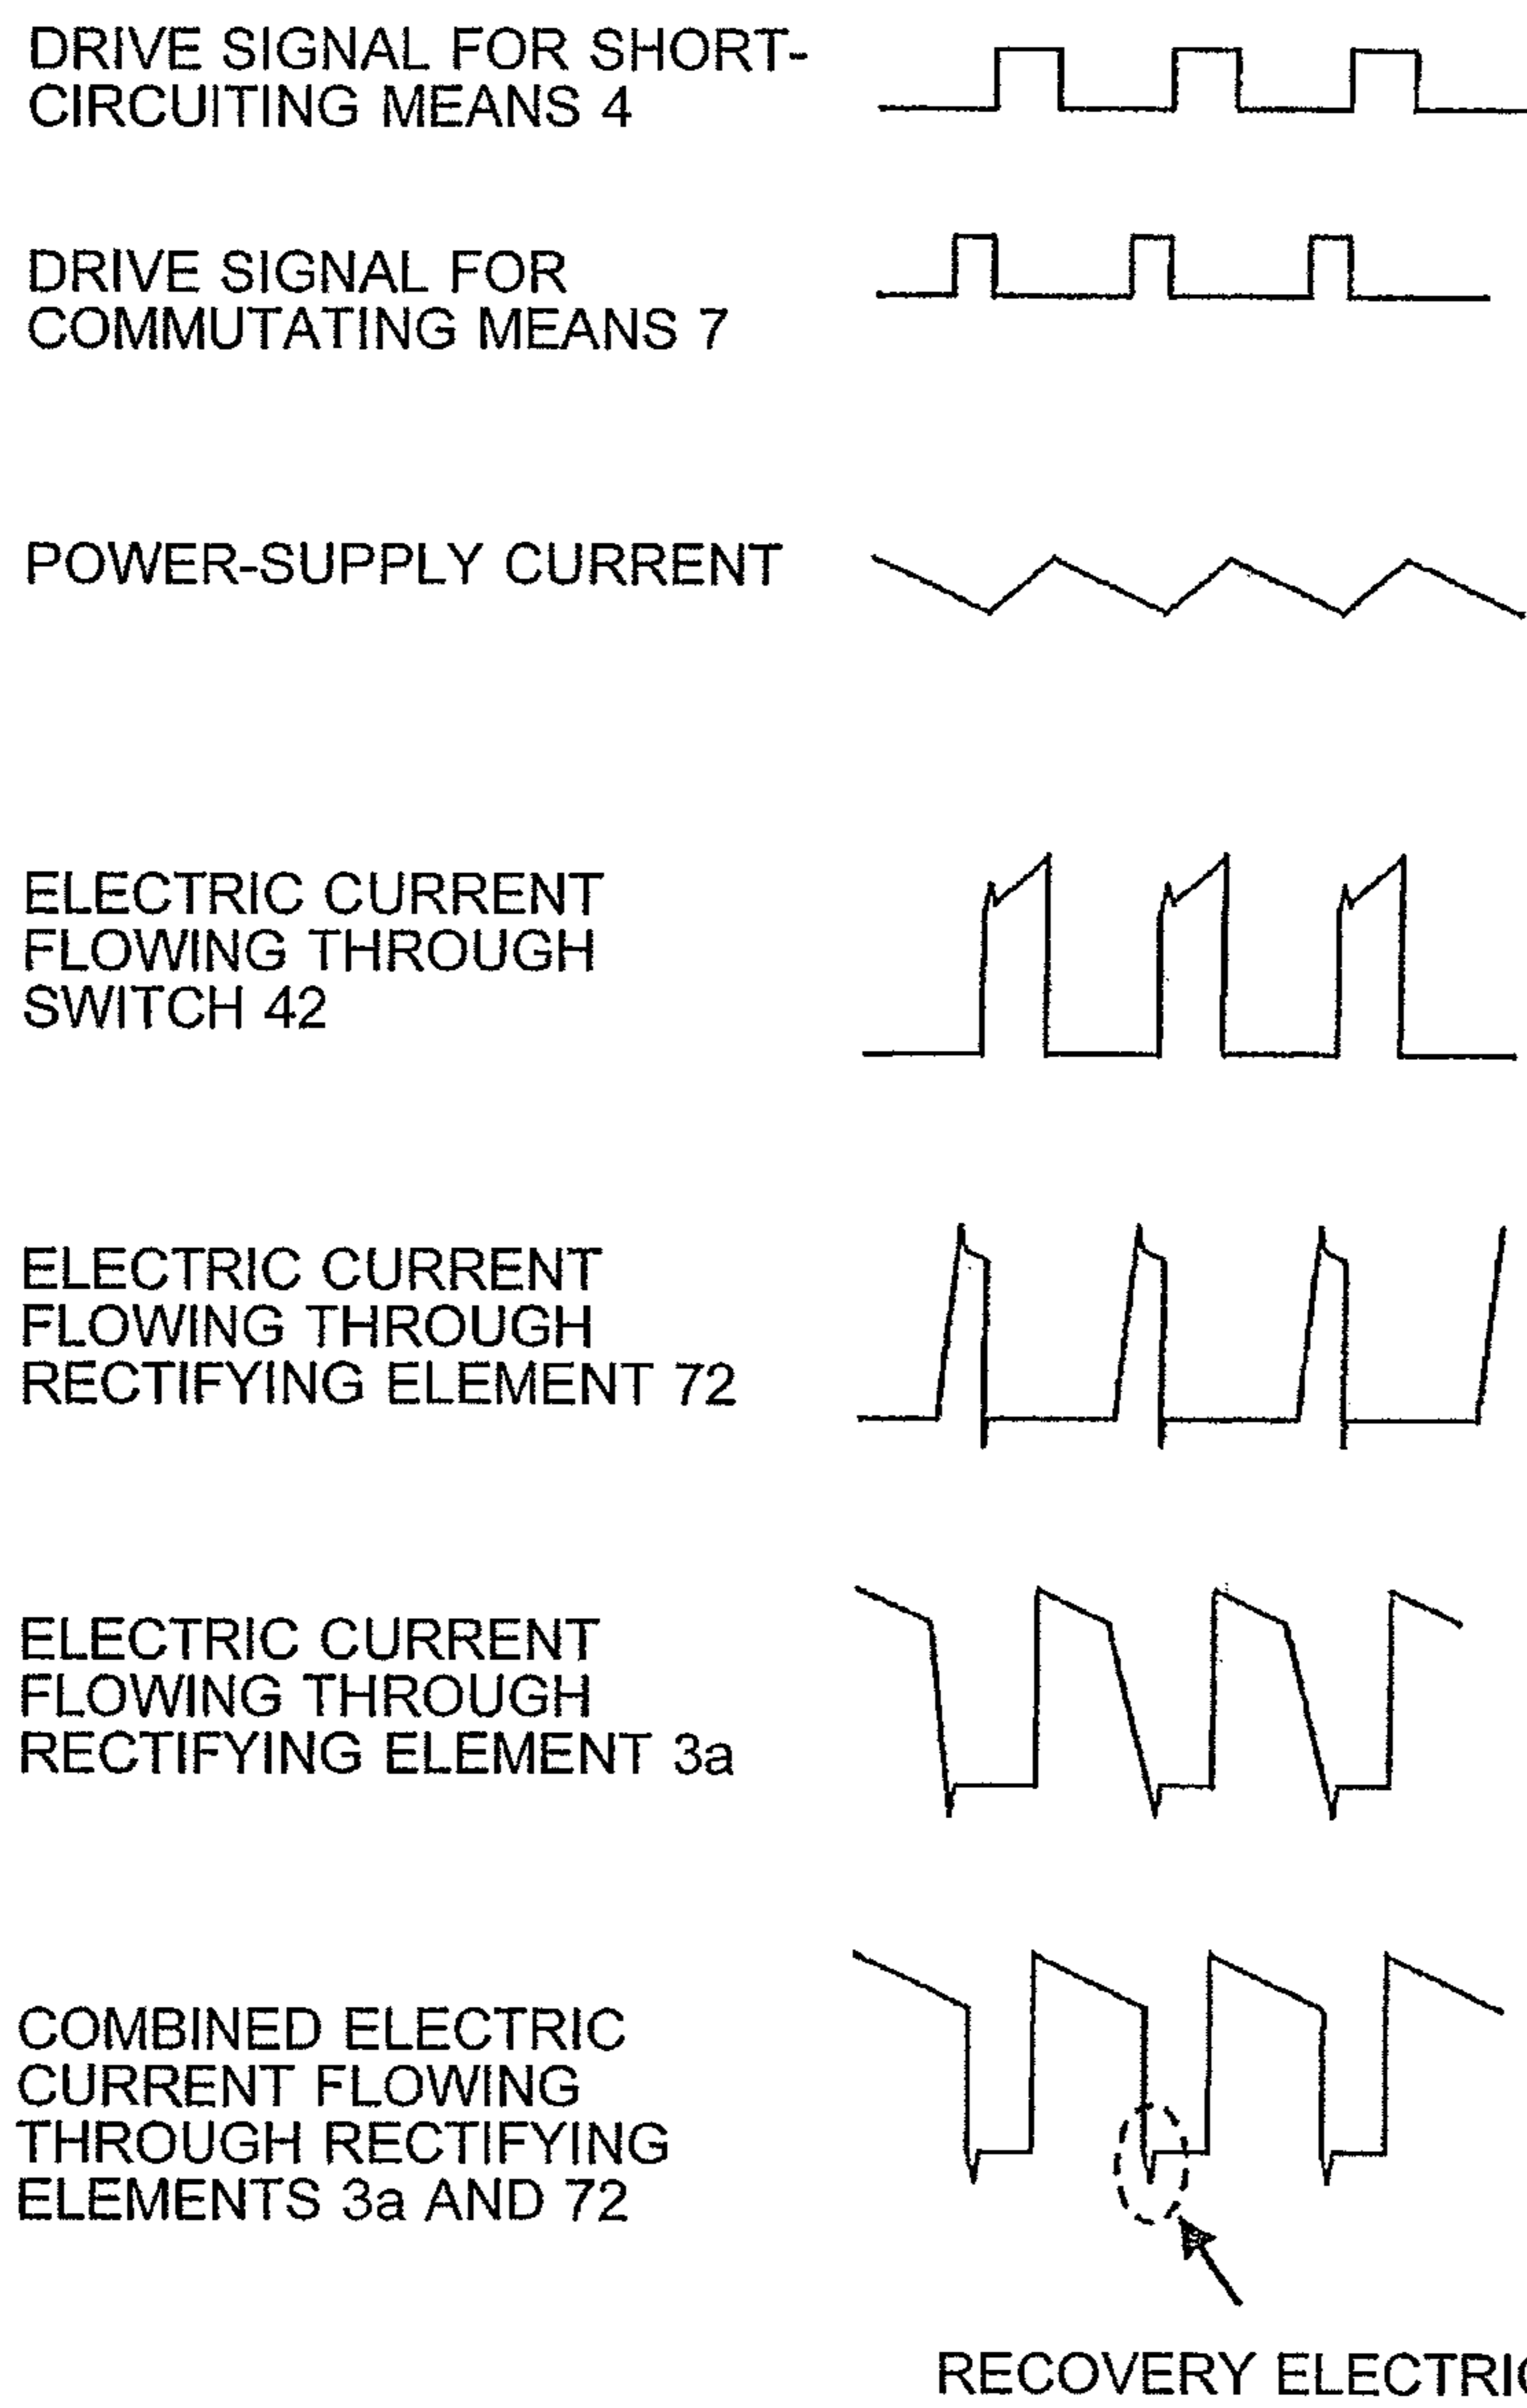 DRIVE SIGNAL FOR SHORT-
CIRCUITING MEANS 4
DRIVE SIGNAL FOR
COMMUTATING MEANS 7
POWER-SUPPLY CURRENT
ELECTRIC CURRENT
FLOWING THROUGH
SWITCH 42
ELECTRIC CURRENT
FLOWING THROUGH
RECTIFYING ELEMENT 72
ELECTRIC CURRENT
FLOWING THROUGH
RECTIFYING ELEMENT 3a
COMBINED ELECTRIC
CURRENT FLOWING
THROUGH RECTIFYING
ELEMENTS 3a AND 72
RECOVERY ELECTRIC